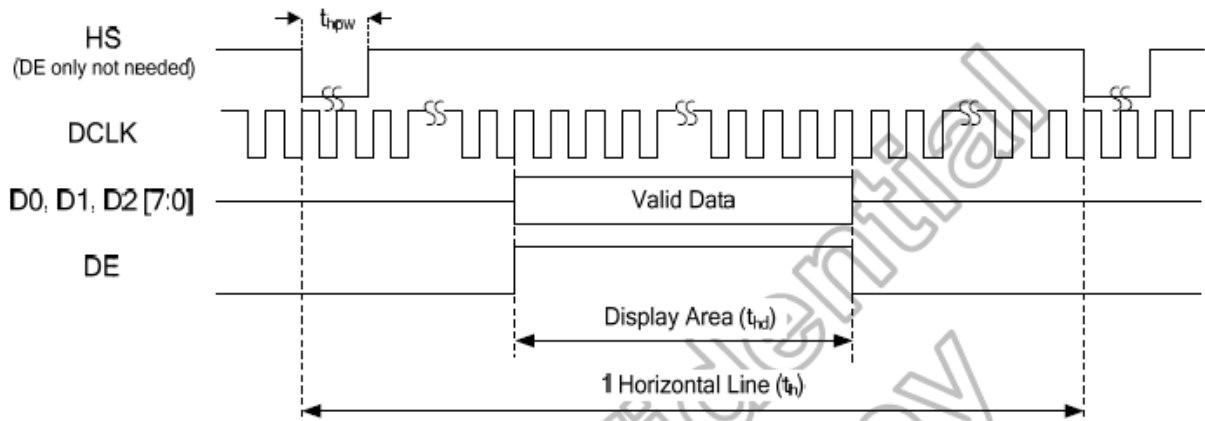 thpw
HS
(DE only not needed)
DCLK
D0, D1, D2 [7:0]
Valid Data
DE
Display Area (thd)
1 Horizontal Line (th)